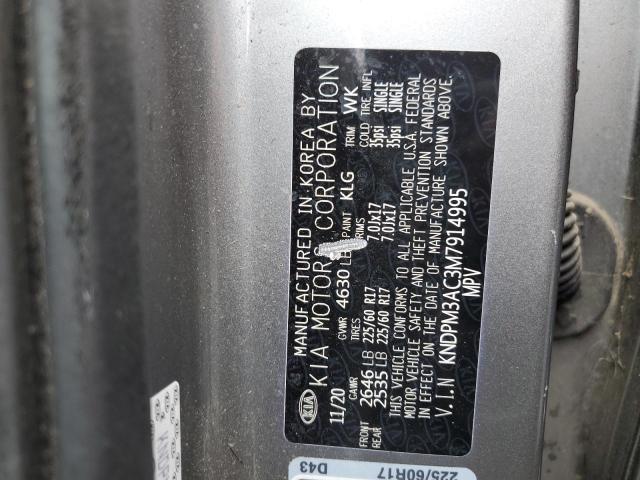 MANUFACTURED IN KOREA BY
KIA MOTORS CORPORATION
KIA
11/20 GVWR 4630 LB PAINT KLG TRIM WK
GAWR TIRES RIMS COLD TIRE INFL
FRONT 2646 LB 225/60 R17 7.0Jx17 35psi SINGLE
REAR 2535 LB 225/60 R17 7.0Jx17 35psi SINGLE
THIS VEHICLE CONFORMS TO ALL APPLICABLE U.S.A. FEDERAL
MOTOR VEHICLE SAFETY AND THEFT PREVENTION STANDARDS
IN EFFECT ON THE DATE OF MANUFACTURE SHOWN ABOVE.
V.I.N KNDPM3AC3M7914995
MPV
D43
225/60R17